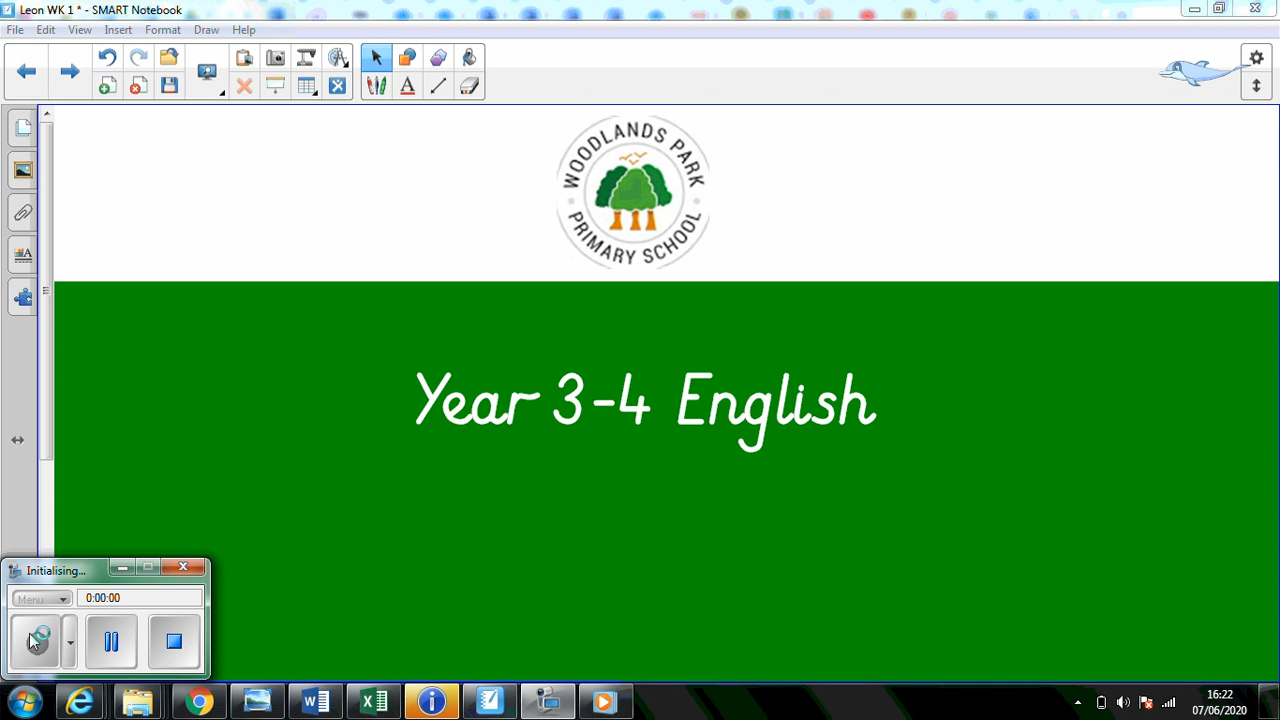 Leon WK 1 * - SMART Notebook
File Edit View Insert Format Draw Help
WOODLANDS PARK
PRIMARY SCHOOL
Year 3-4 English
Initialising...
Menu 0:00:00
16:22
07/06/2020